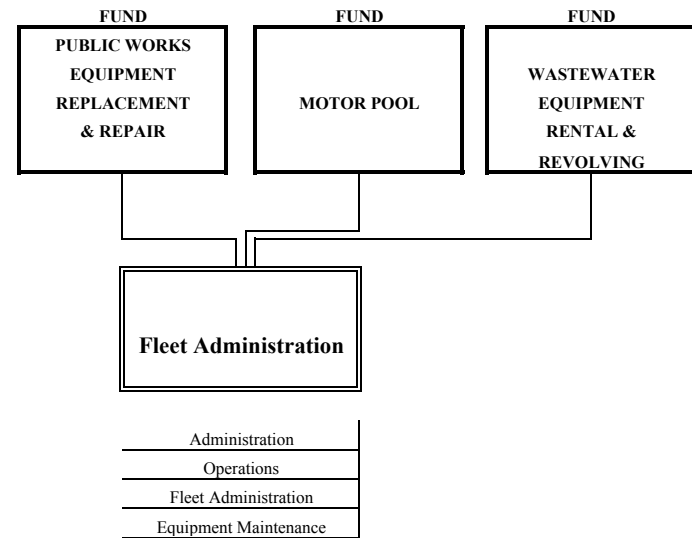 FUND
PUBLIC WORKS
EQUIPMENT
REPLACEMENT
& REPAIR
FUND
MOTOR POOL
FUND
WASTEWATER
EQUIPMENT
RENTAL &
REVOLVING
Fleet Administration
Administration
Operations
Fleet Administration
Equipment Maintenance